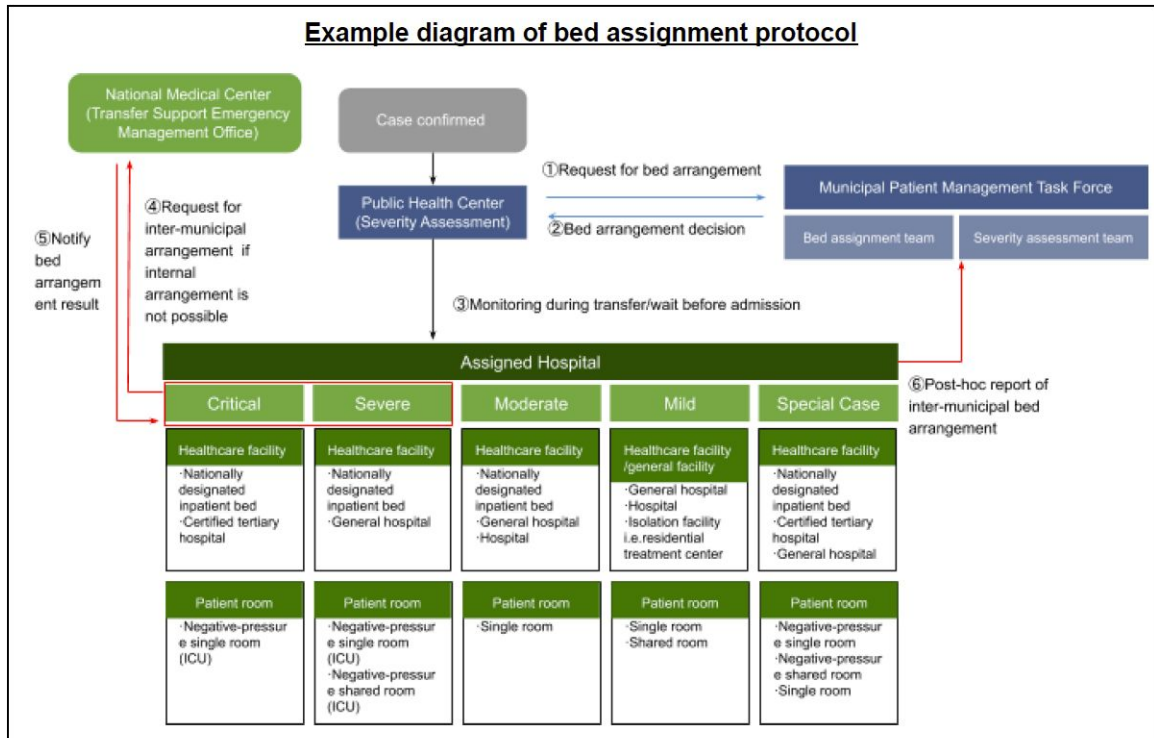 Example diagram of bed assignment protocol
National Medical Center
(Transfer Support Emergency
Management Office)
Case confirmed
①Request for bed arrangement
Municipal Patient Management Task Force
Public Health Center
(Severity Assessment)
②Bed arrangement decision
Bed assignment team
Severity assessment team
④Request for
inter-municipal
arrangement if
internal
arrangement is
not possible
⑤Notify
bed
arrangem
ent result
③Monitoring during transfer/wait before admission
Assigned Hospital
⑥Post-hoc report of
inter-municipal bed
arrangement
Critical
Severe
Moderate
Mild
Special Case
Healthcare facility
·Nationally
designated
inpatient bed
·Certified tertiary
hospital
Healthcare facility
·Nationally
designated
inpatient bed
·General hospital
Healthcare facility
·Nationally
designated
inpatient bed
·General hospital
·Hospital
Healthcare facility
/general facility
·General hospital
·Hospital
·Isolation facility
i.e.residential
treatment center
Healthcare facility
·Nationally
designated
inpatient bed
·Certified tertiary
hospital
·General hospital
Patient room
·Negative-pressur
e single room
(ICU)
Patient room
·Negative-pressur
e single room
(ICU)
·Negative-pressur
e shared room
(ICU)
Patient room
·Single room
Patient room
·Single room
·Shared room
Patient room
·Negative-pressur
e single room
·Negative-pressur
e shared room
·Single room